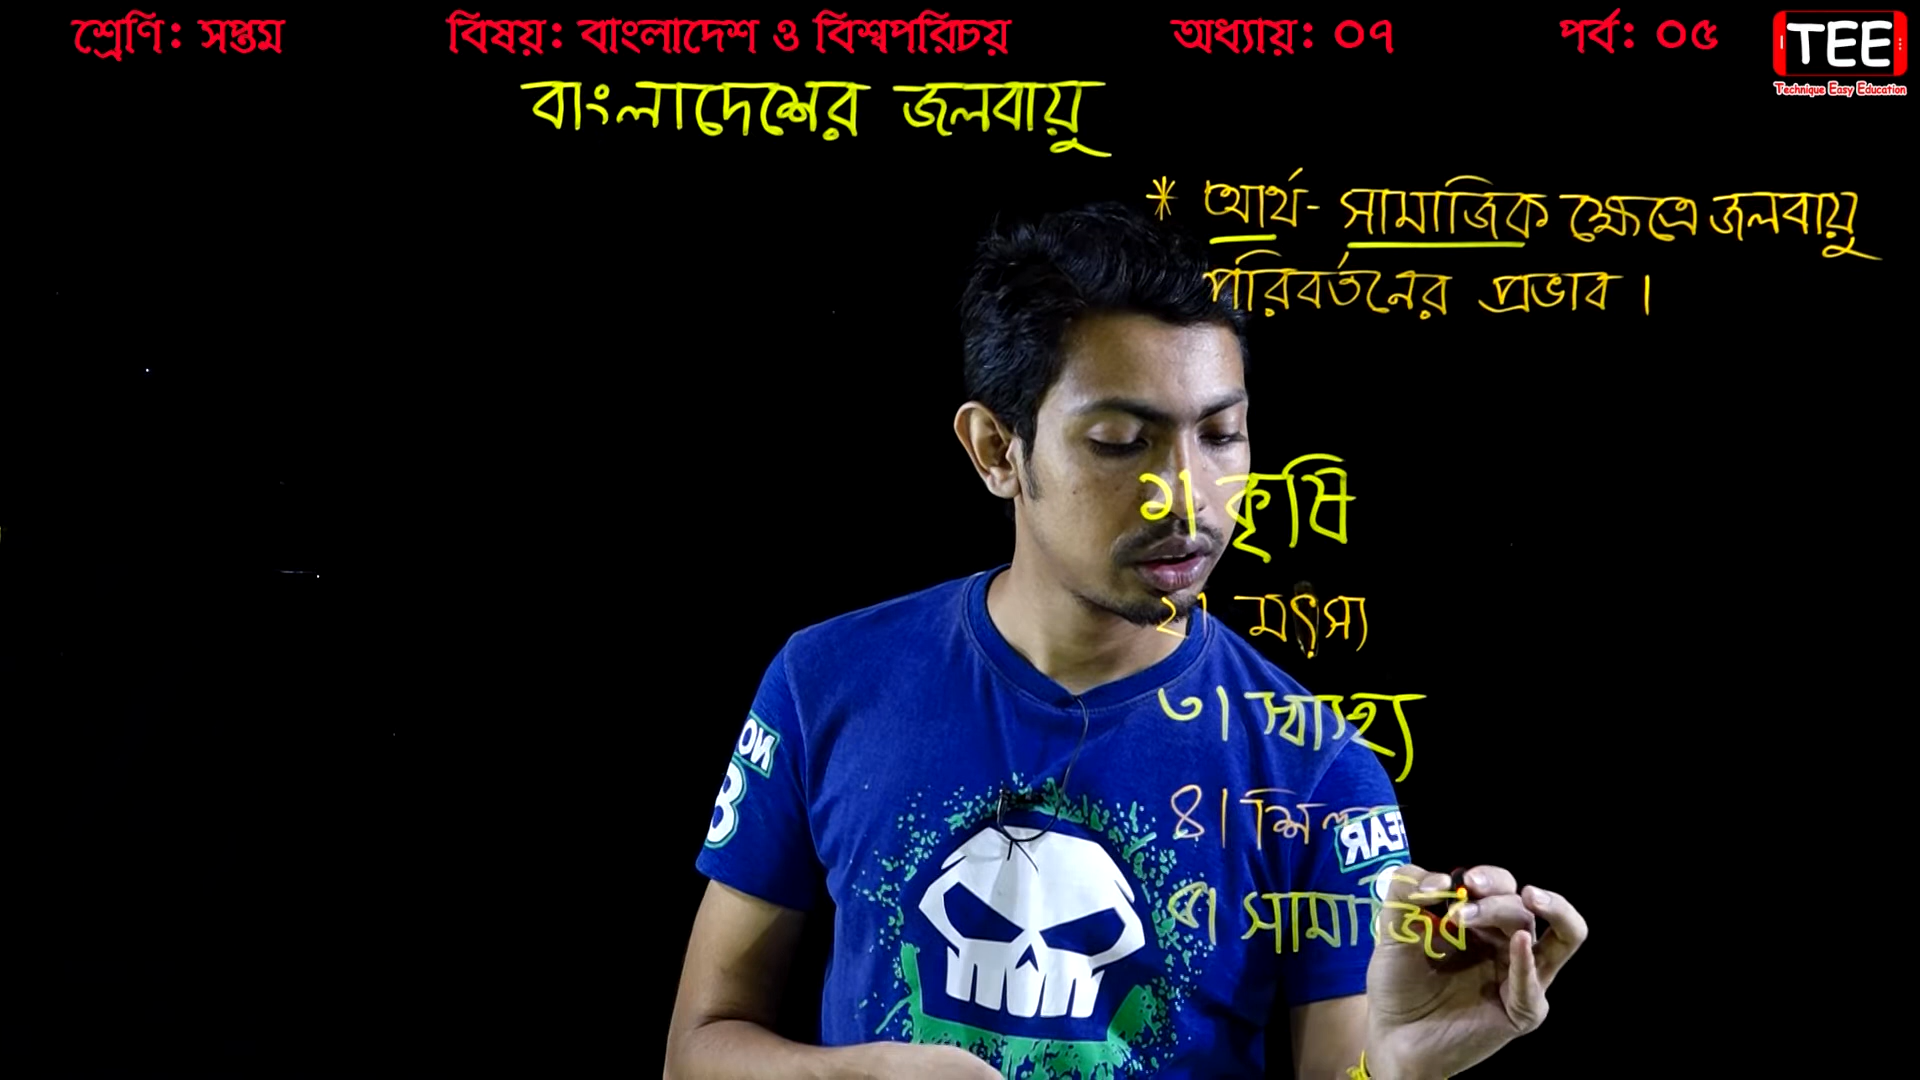 শ্রেণি: সপ্তম বিষয়: বাংলাদেশ ও বিশ্বপরিচয় অধ্যায়: ০৭ পর্ব: ০৫
TEE
Technique Easy Education
বাংলাদেশের জলবায়ু
* আর্থ- সামাজিক ক্ষেত্রে জলবায়ু
পরিবর্তনের প্রভাব ।
১। কৃষি
২। মৎস্য
৩। স্বাস্থ্য
৪। শিল্প
৫। সামাজিক